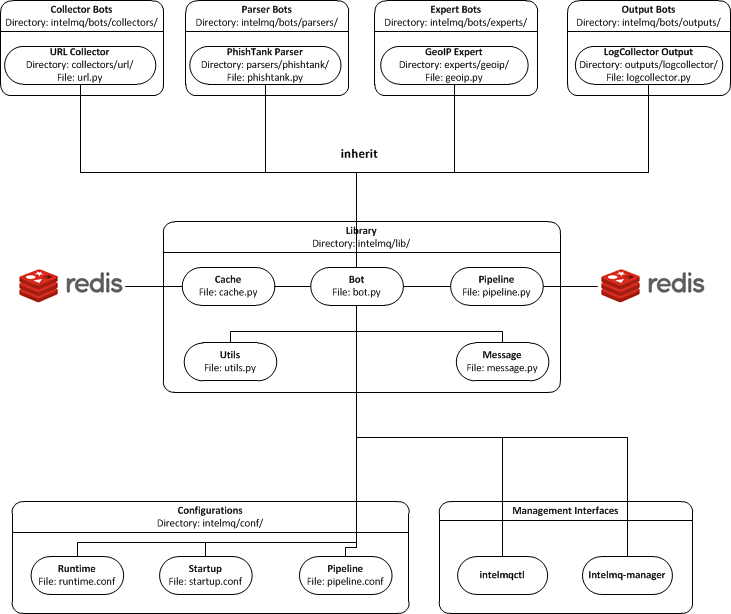 Collector Bots
Directory: intelmq/bots/collectors/
URL Collector
Directory: collectors/url/
File: url.py
Parser Bots
Directory: intelmq/bots/parsers/
PhishTank Parser
Directory: parsers/phishtank/
File: phishtank.py
Expert Bots
Directory: intelmq/bots/experts/
GeoIP Expert
Directory: experts/geoip/
File: geoip.py
Output Bots
Directory: intelmq/bots/outputs/
LogCollector Output
Directory: outputs/logcollector/
File: logcollector.py
inherit
Library
Directory: intelmq/lib/
redis
Cache
File: cache.py
Bot
File: bot.py
Pipeline
File: pipeline.py
redis
Utils
File: utils.py
Message
File: message.py
Configurations
Directory: intelmq/conf/
Runtime
File: runtime.conf
Startup
File: startup.conf
Pipeline
File: pipeline.conf
Management Interfaces
intelmqctl
Intelmq-manager